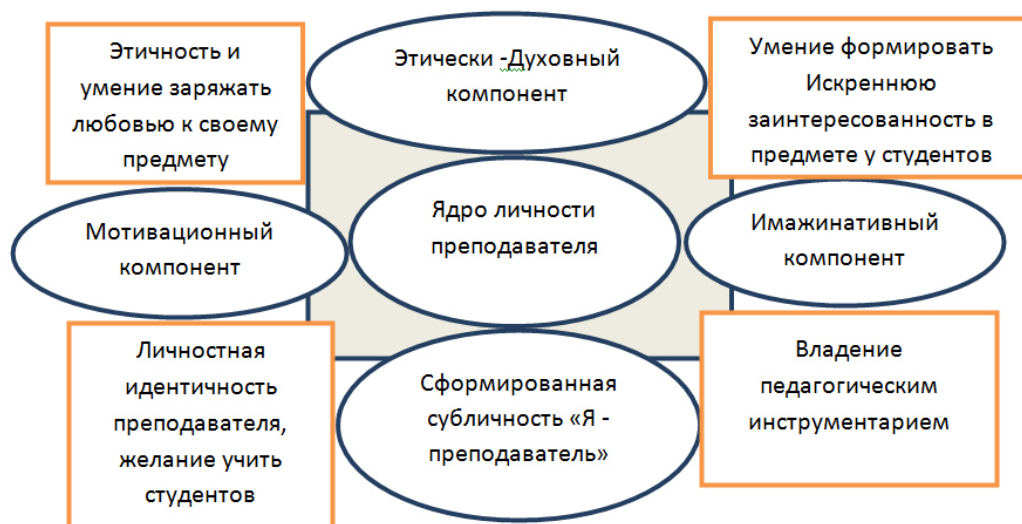 Этичность и
умение заряжать
любовью к своему
предмету
Этически -Духовный
компонент
Умение формировать
Искреннюю
заинтересованность в
предмете у студентов
Мотивационный
компонент
Ядро личности
преподавателя
Имажинативный
компонент
Личностная
идентичность
преподавателя,
желание учить
студентов
Сформированная
субличность «Я -
преподаватель»
Владение
педагогическим
инструментарием